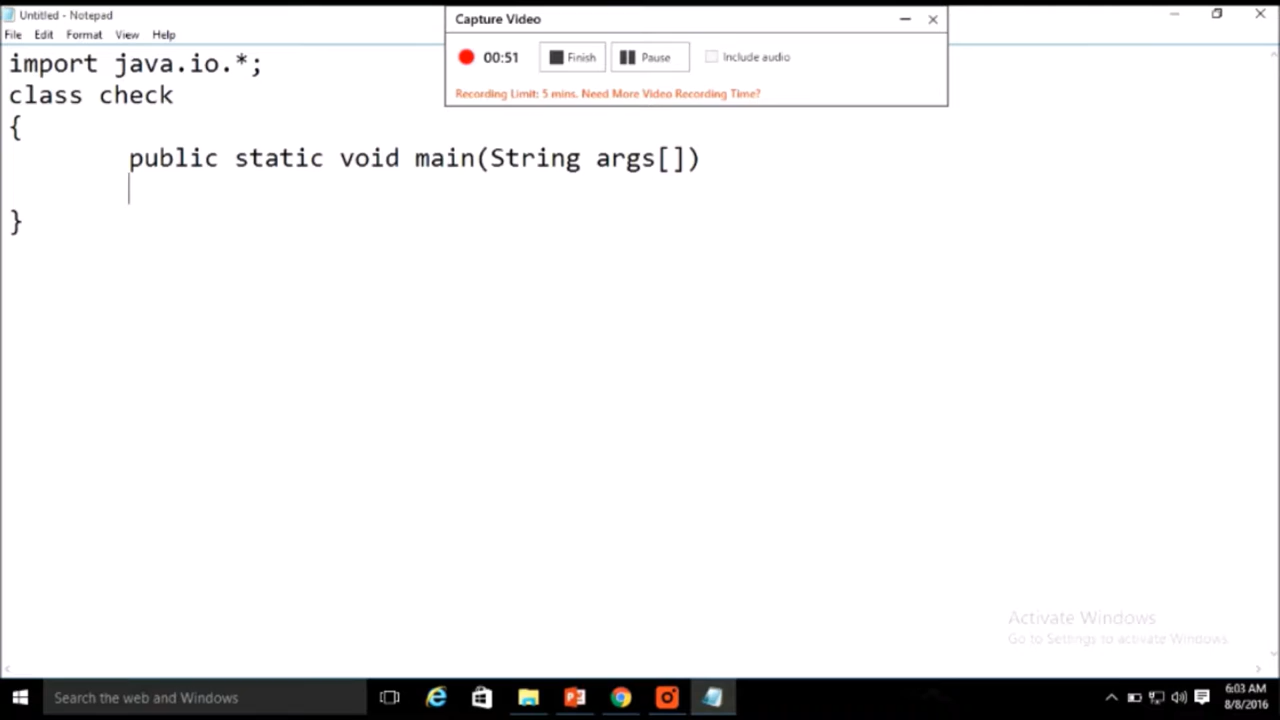 Untitled - Notepad
File Edit Format View Help
Capture Video
00:51 Finish Pause Include audio
Recording Limit: 5 mins. Need More Video Recording Time?
import java.io.*;
class check
{
public static void main(String args[])
}
Activate Windows
Go to Settings to activate Windows.
Search the web and Windows
6:03 AM
8/8/2016